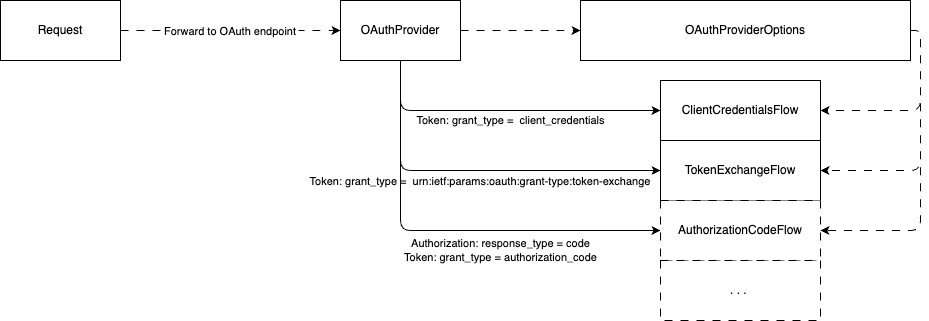 Request
Forward to OAuth endpoint
OAuthProvider
OAuthProviderOptions
ClientCredentialsFlow
Token: grant_type = client_credentials
TokenExchangeFlow
Token: grant_type = urn:ietf:params:oauth:grant-type:token-exchange
AuthorizationCodeFlow
Authorization: response_type = code
Token: grant_type = authorization_code
. . .